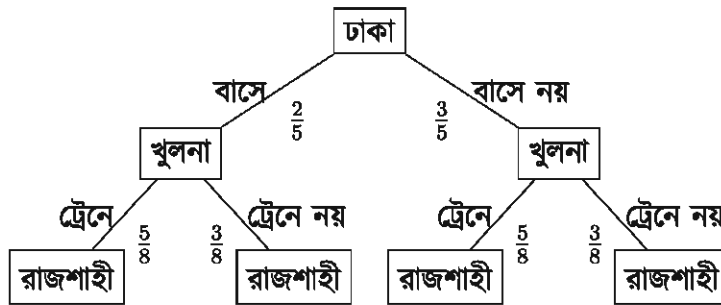 ঢাকা
বাসে বাসে নয়
2/5 3/5
খুলনা খুলনা
ট্রেনে ট্রেনে নয় ট্রেনে ট্রেনে নয়
5/8 3/8 5/8 3/8
রাজশাহী রাজশাহী রাজশাহী রাজশাহী